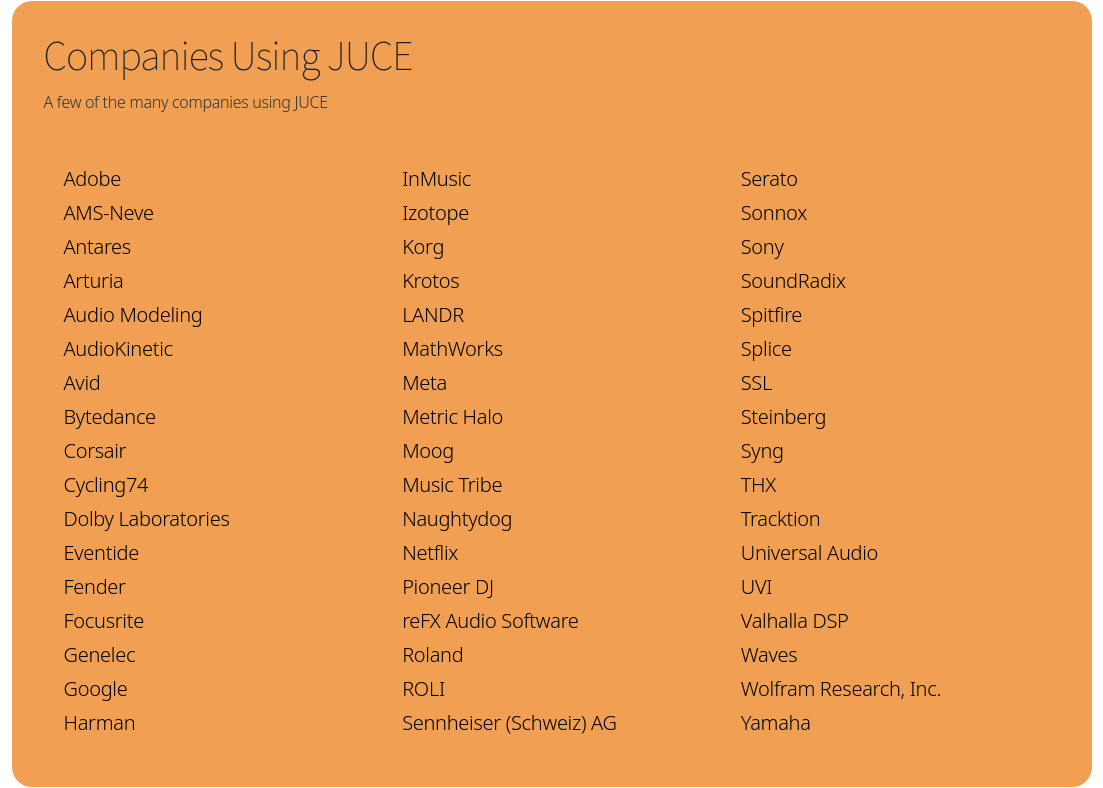 Companies Using JUCE
A few of the many companies using JUCE
Adobe
AMS-Neve
Antares
Arturia
Audio Modeling
AudioKinetic
Avid
Bytedance
Corsair
Cycling74
Dolby Laboratories
Eventide
Fender
Focusrite
Genelec
Google
Harman
InMusic
Izotope
Korg
Krotos
LANDR
MathWorks
Meta
Metric Halo
Moog
Music Tribe
Naughtydog
Netflix
Pioneer DJ
reFX Audio Software
Roland
ROLI
Sennheiser (Schweiz) AG
Serato
Sonnox
Sony
SoundRadix
Spitfire
Splice
SSL
Steinberg
Syng
THX
Tracktion
Universal Audio
UVI
Valhalla DSP
Waves
Wolfram Research, Inc.
Yamaha